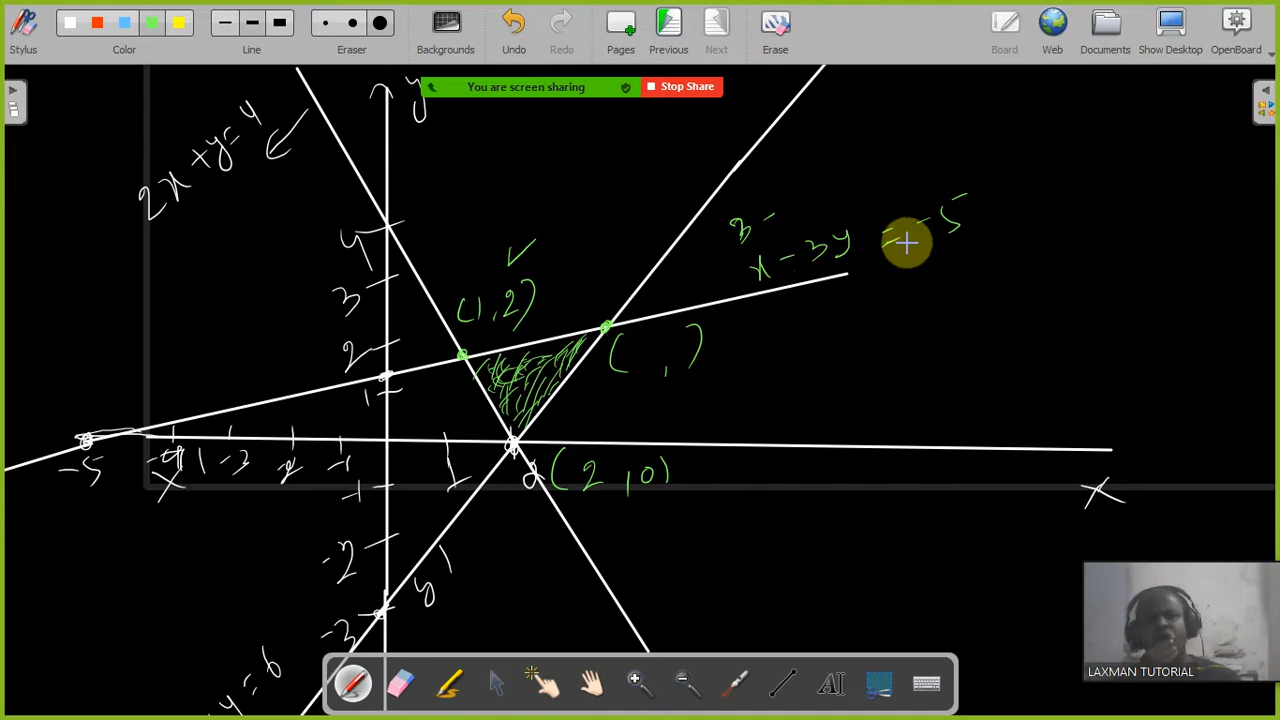 Stylus
Color
Line
Eraser
Backgrounds
Undo
Redo
Pages
Previous
Next
Erase
Board
Web
Documents
Show Desktop
OpenBoard
You are screen sharing
Stop Share
y
2x + y = 4
4
3
2
1
(1, 2)
x - 3y = -5
( , )
-5
-3
-1
1
2
(2, 0)
x
-1
-2
-3
y'
y = 6
LAXMAN TUTORIAL